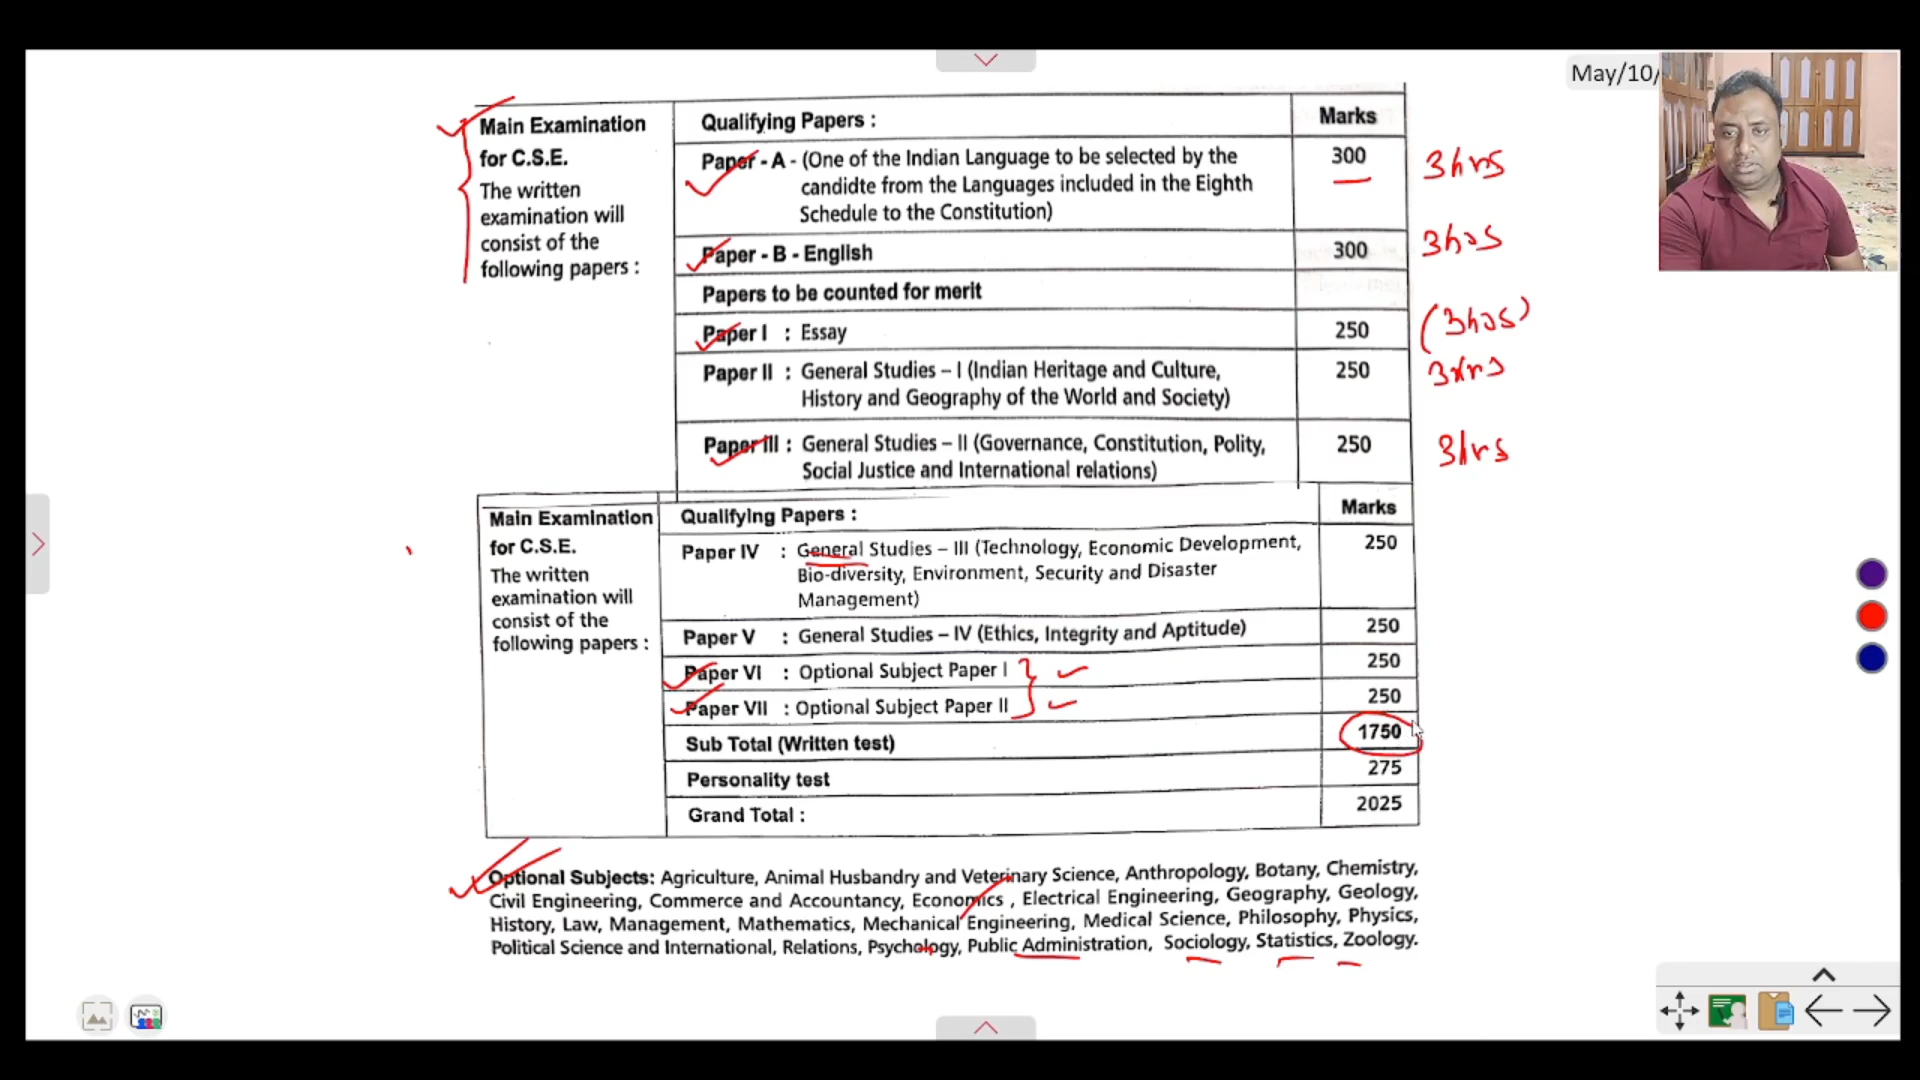 May/10/
Main Examination
for C.S.E.
The written
examination will
consist of the
following papers :
Qualifying Papers :
Marks
Paper - A - (One of the Indian Language to be selected by the
candidte from the Languages included in the Eighth
Schedule to the Constitution)
300
3hrs
Paper - B - English
300
3hrs
Papers to be counted for merit
Paper I : Essay
250
(3hrs)
Paper II : General Studies – I (Indian Heritage and Culture,
History and Geography of the World and Society)
250
3hrs
Paper III : General Studies – II (Governance, Constitution, Polity,
Social Justice and International relations)
250
3hrs
Main Examination
for C.S.E.
The written
examination will
consist of the
following papers :
Qualifying Papers :
Marks
Paper IV : General Studies – III (Technology, Economic Development,
Bio-diversity, Environment, Security and Disaster
Management)
250
Paper V : General Studies – IV (Ethics, Integrity and Aptitude)
250
Paper VI : Optional Subject Paper I
250
Paper VII : Optional Subject Paper II
250
Sub Total (Written test)
1750
Personality test
275
Grand Total :
2025
Optional Subjects: Agriculture, Animal Husbandry and Veterinary Science, Anthropology, Botany, Chemistry,
Civil Engineering, Commerce and Accountancy, Economics , Electrical Engineering, Geography, Geology,
History, Law, Management, Mathematics, Mechanical Engineering, Medical Science, Philosophy, Physics,
Political Science and International, Relations, Psychology, Public Administration, Sociology, Statistics, Zoology.